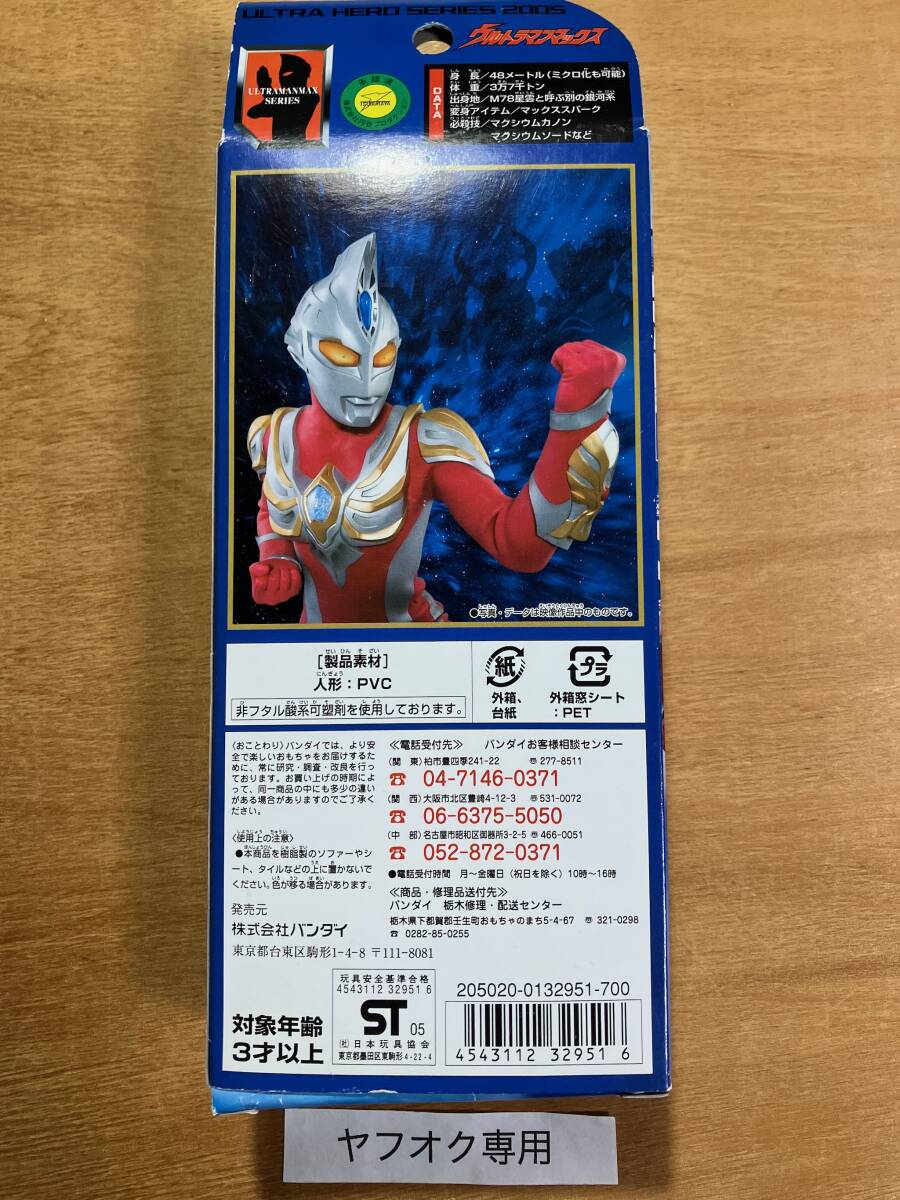 ULTRA HERO SERIES 2005
ウルトラマンマックス
ULTRAMANMAX
SERIES
DATA
身長/48メートル(ミクロ化も可能)
体重/3万7千トン
出身地/M78星雲と呼ぶ別の銀河系
変身アイテム/マックススパーク
必殺技/マクシウムカノン
マクシウムソードなど
●写真・データは映像作品中のものです。
[製品素材]
人形:PVC
非フタル酸系可塑剤を使用しております。
紙
外箱、
台紙
プラ
外箱窓シート
:PET
〈おことわり〉バンダイでは、より安
全で楽しいおもちゃをお届けするため
に、常に研究・調査・改良を行っ
ております。お買い上げの時期によ
って、同一商品の中にも多少の違い
がある場合がありますのでご了承く
ださい。
〈使用上の注意〉
●本商品を樹脂製のソファーやシ
ート、タイルなどの上に置かないで
ください。色が移る場合があります。
発売元
株式会社バンダイ
東京都台東区駒形1-4-8 〒111-8081
≪電話受付先≫ バンダイお客様相談センター
(関 東)柏市豊四季241-22 〠277-8511
☎ 04-7146-0371
(関 西)大阪市北区豊崎4-12-3 〠531-0072
☎ 06-6375-5050
(中 部)名古屋市昭和区御器所3-2-5 〠466-0051
☎ 052-872-0371
●電話受付時間 月〜金曜日(祝日を除く)10時〜16時
≪商品・修理品送付先≫
バンダイ 栃木修理・配送センター
栃木県下都賀郡壬生町おもちゃのまち5-4-67 〠321-0298
☎ 0282-85-0255
対象年齢
3才以上
玩具安全基準合格
4543112 32951 6
ST 05
(社)日本玩具協会
東京都墨田区東駒形4-22-4
205020-0132951-700
4 543112 329516
ヤフオク専用